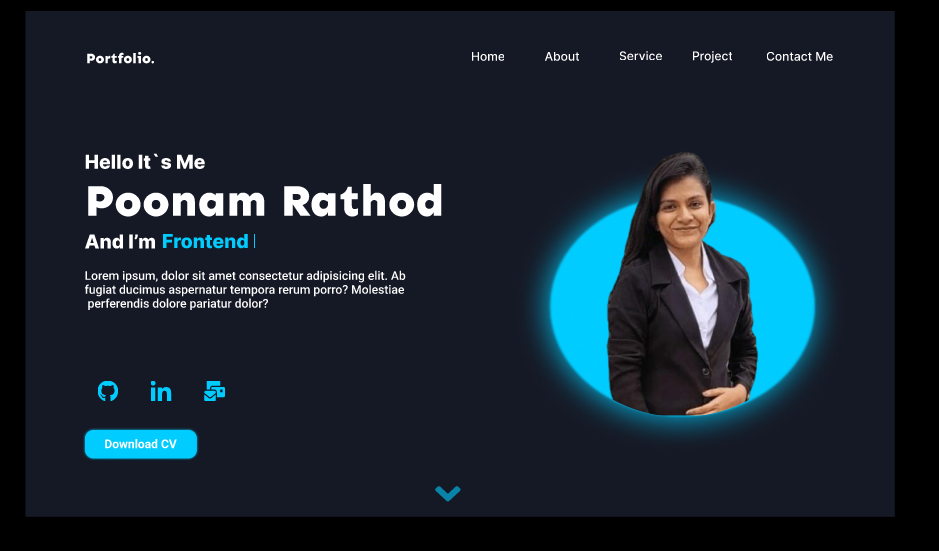 Portfolio.
Home About Service Project Contact Me
Hello It`s Me
Poonam Rathod
And I’m Frontend |
Lorem ipsum, dolor sit amet consectetur adipisicing elit. Ab
fugiat ducimus aspernatur tempora rerum porro? Molestiae
perferendis dolore pariatur dolor?
in
Download CV